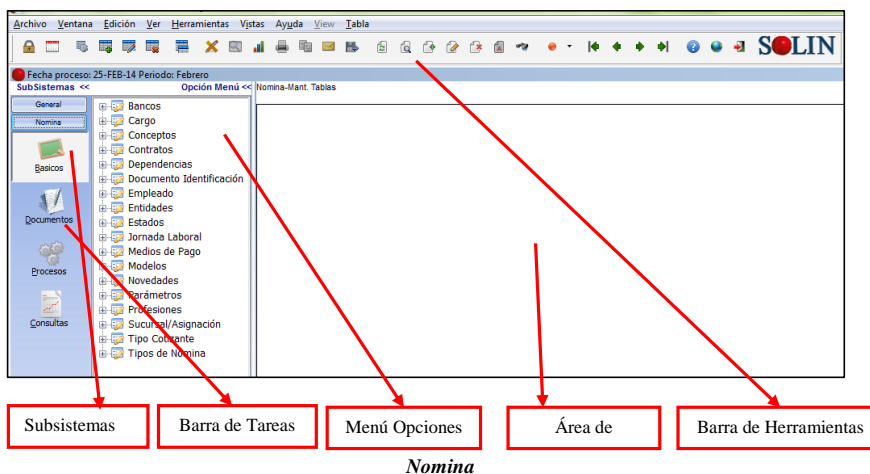 Archivo Ventana Edición Ver Herramientas Vistas Ayuda View Tabla
SOLIN
Fecha proceso: 25-FEB-14 Periodo: Febrero
SubSistemas << Opción Menú << Nomina-Mant. Tablas
General
Nomina
Basicos
Documentos
Procesos
Consultas
Bancos
Cargo
Conceptos
Contratos
Dependencias
Documento Identificación
Empleado
Entidades
Estados
Jornada Laboral
Medios de Pago
Modelos
Novedades
Parámetros
Profesiones
Sucursal/Asignación
Tipo Cotizante
Tipos de Nomina
Subsistemas
Barra de Tareas
Menú Opciones
Área de
Barra de Herramientas
Nomina